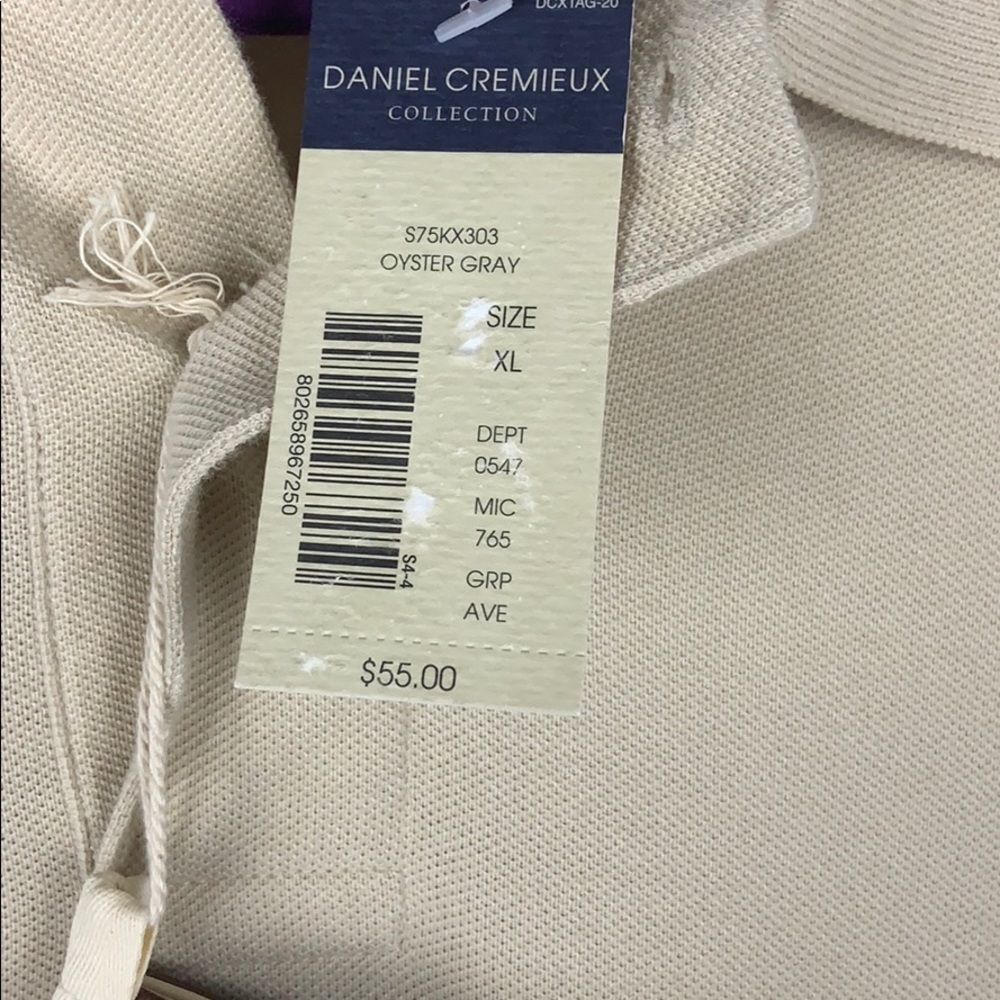 DCXTAG-20
DANIEL CREMIEUX
COLLECTION
S75KX303
OYSTER GRAY
SIZE
XL
802658967250
DEPT
0547
MIC
765
S4-4
GRP
AVE
$55.00